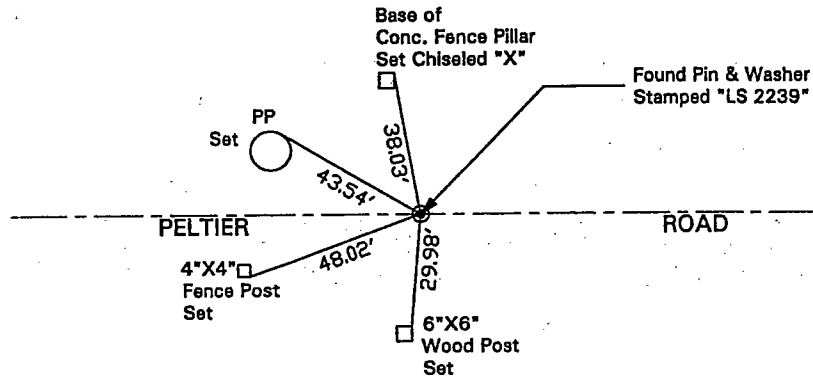 Base of
Conc. Fence Pillar
Set Chiseled "X"
Found Pin & Washer
Stamped "LS 2239"
PP
Set
38.03'
43.54'
PELTIER
ROAD
48.02'
29.98'
4"X4"
Fence Post
Set
6"X6"
Wood Post
Set